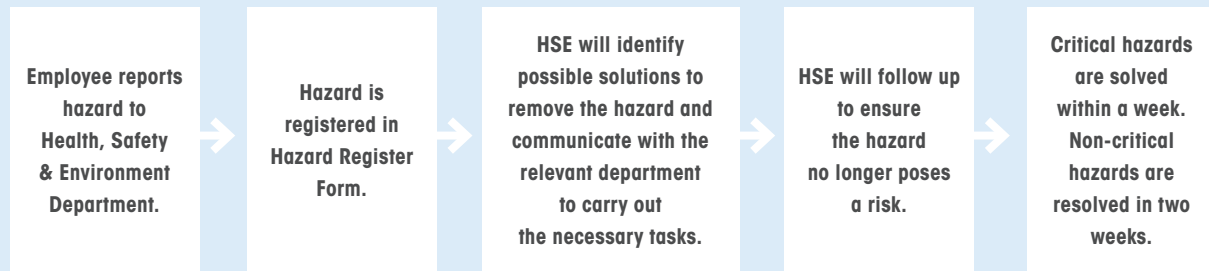 Employee reports
hazard to
Health, Safety
& Environment
Department.
Hazard is
registered in
Hazard Register
Form.
HSE will identify
possible solutions to
remove the hazard and
communicate with the
relevant department
to carry out
the necessary tasks.
HSE will follow up
to ensure
the hazard
no longer poses
a risk.
Critical hazards
are solved
within a week.
Non-critical
hazards are
resolved in two
weeks.